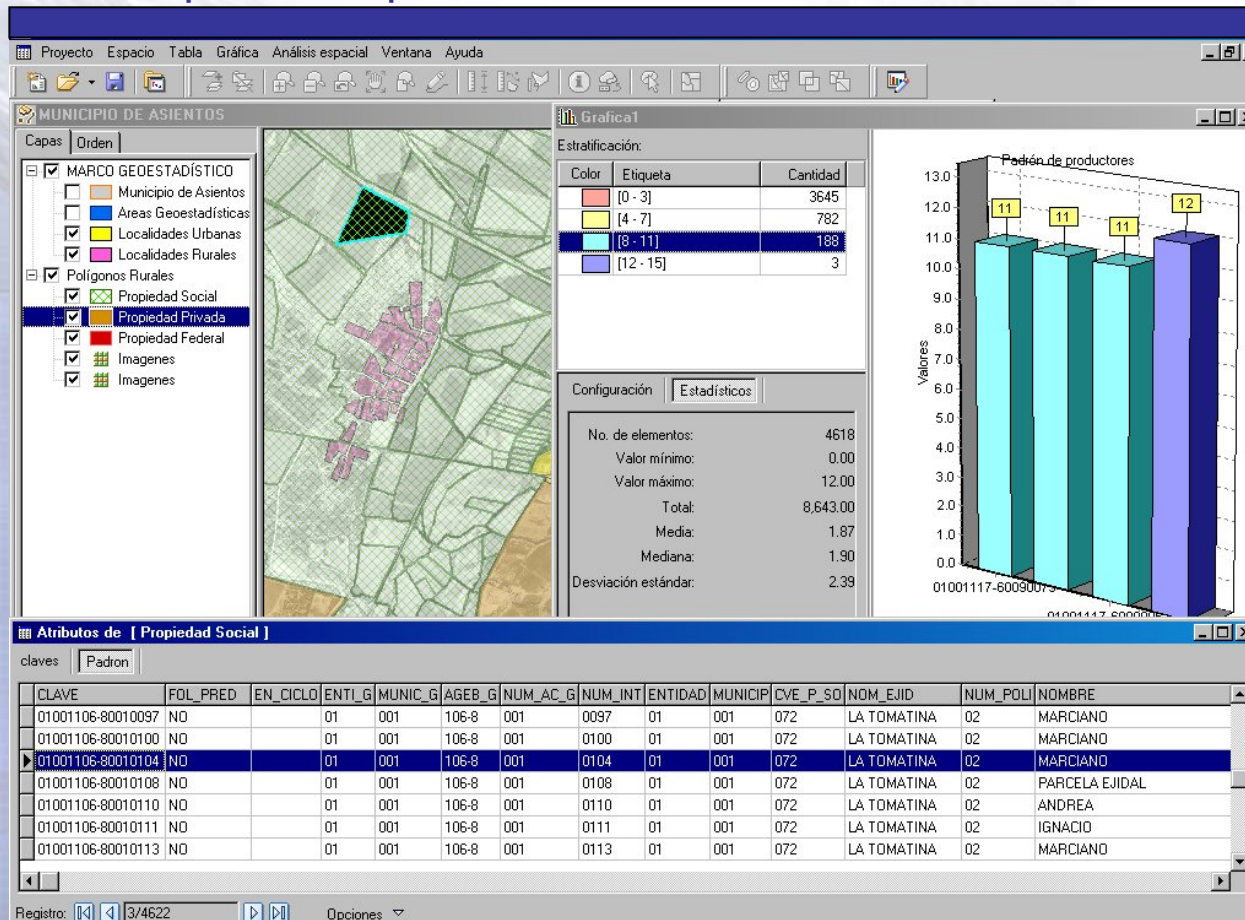 Proyecto Espacio Tabla Gráfica Análisis espacial Ventana Ayuda
MUNICIPIO DE ASIENTOS
Capas Orden
MARCO GEOESTADÍSTICO
Municipio de Asientos
Areas Geoestadísticas
Localidades Urbanas
Localidades Rurales
Polígonos Rurales
Propiedad Social
Propiedad Privada
Propiedad Federal
Imagenes
Imagenes
Grafica1
Estratificación:
Color Etiqueta Cantidad
[0 - 3] 3645
[4 - 7] 782
[8 - 11] 188
[12 - 15] 3
Configuración Estadísticos
No. de elementos: 4618
Valor mínimo: 0.00
Valor máximo: 12.00
Total: 8,643.00
Media: 1.87
Mediana: 1.90
Desviación estándar: 2.39
Padrón de productores
13.0
12.0
11.0
10.0
9.0
8.0
7.0
6.0
5.0
4.0
3.0
2.0
1.0
0.0
Valores
11
11
11
12
01001117-60090073
Atributos de [ Propiedad Social ]
claves Padron
CLAVE FOL_PRED EN_CICLO ENTI_G MUNIC_G AGEB_G NUM_AC_G NUM_INT ENTIDAD MUNICIP CVE_P_SO NOM_EJID NUM_POLI NOMBRE
01001106-80010097 NO 01 001 106-8 001 0097 01 001 072 LA TOMATINA 02 MARCIANO
01001106-80010100 NO 01 001 106-8 001 0100 01 001 072 LA TOMATINA 02 MARCIANO
01001106-80010104 NO 01 001 106-8 001 0104 01 001 072 LA TOMATINA 02 MARCIANO
01001106-80010108 NO 01 001 106-8 001 0108 01 001 072 LA TOMATINA 02 PARCELA EJIDAL
01001106-80010110 NO 01 001 106-8 001 0110 01 001 072 LA TOMATINA 02 ANDREA
01001106-80010111 NO 01 001 106-8 001 0111 01 001 072 LA TOMATINA 02 IGNACIO
01001106-80010113 NO 01 001 106-8 001 0113 01 001 072 LA TOMATINA 02 MARCIANO
Registro: 3/4622 Opciones